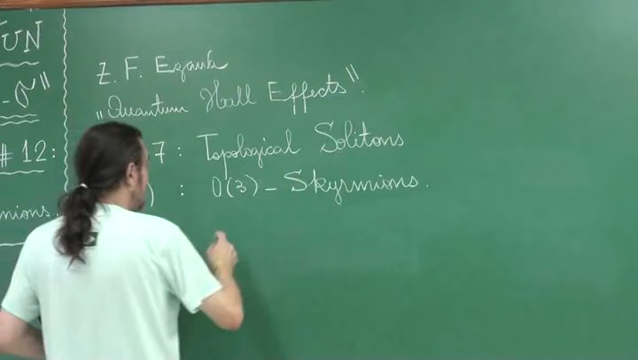 UN
# 12:
mions.
Z. F. Ezawa
„Quantum Hall Effects".
7 : Topological Solitons
) : O(3) - Skyrmions.